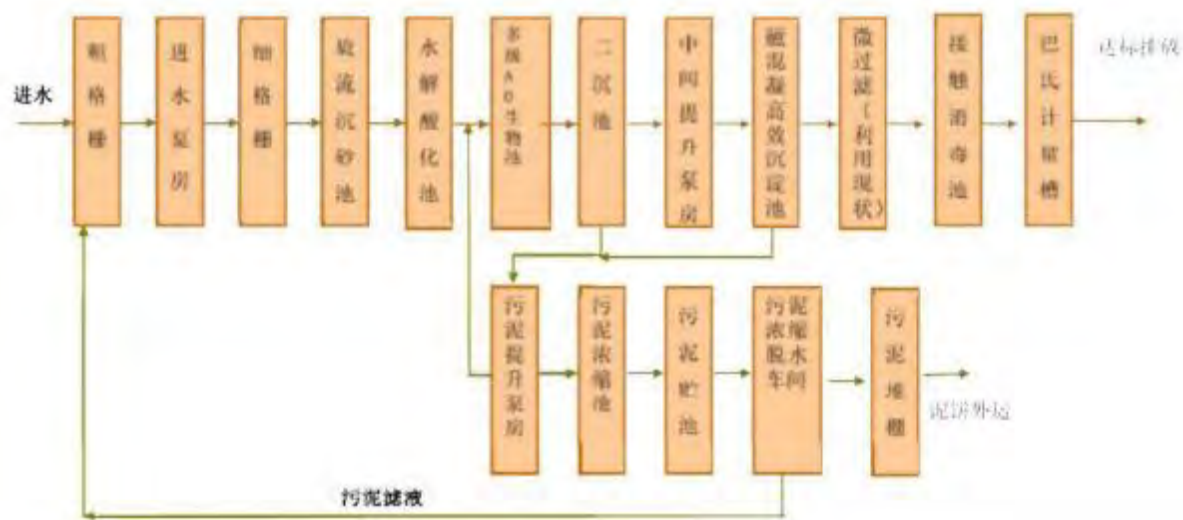 进水
粗格栅
进水泵房
细格栅
旋流沉砂池
水解酸化池
多级AO生物池
二沉池
中间提升泵房
磁混凝高效沉淀池
微过滤（利用现状）
接触消毒池
巴氏计量槽
达标排放
污泥提升泵房
污泥浓缩池
污泥贮池
污泥浓缩脱水车间
污泥堆棚
泥饼外运
污泥滤液